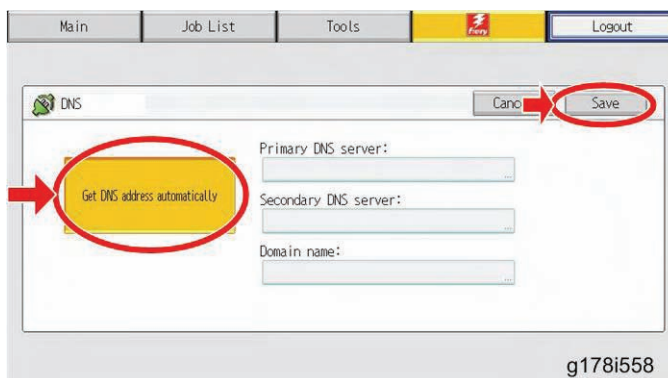 Main Job List Tools fiery Logout
DNS Save
Primary DNS server:
...
Get DNS address automatically
Secondary DNS server:
...
Domain name:
...
g178i558